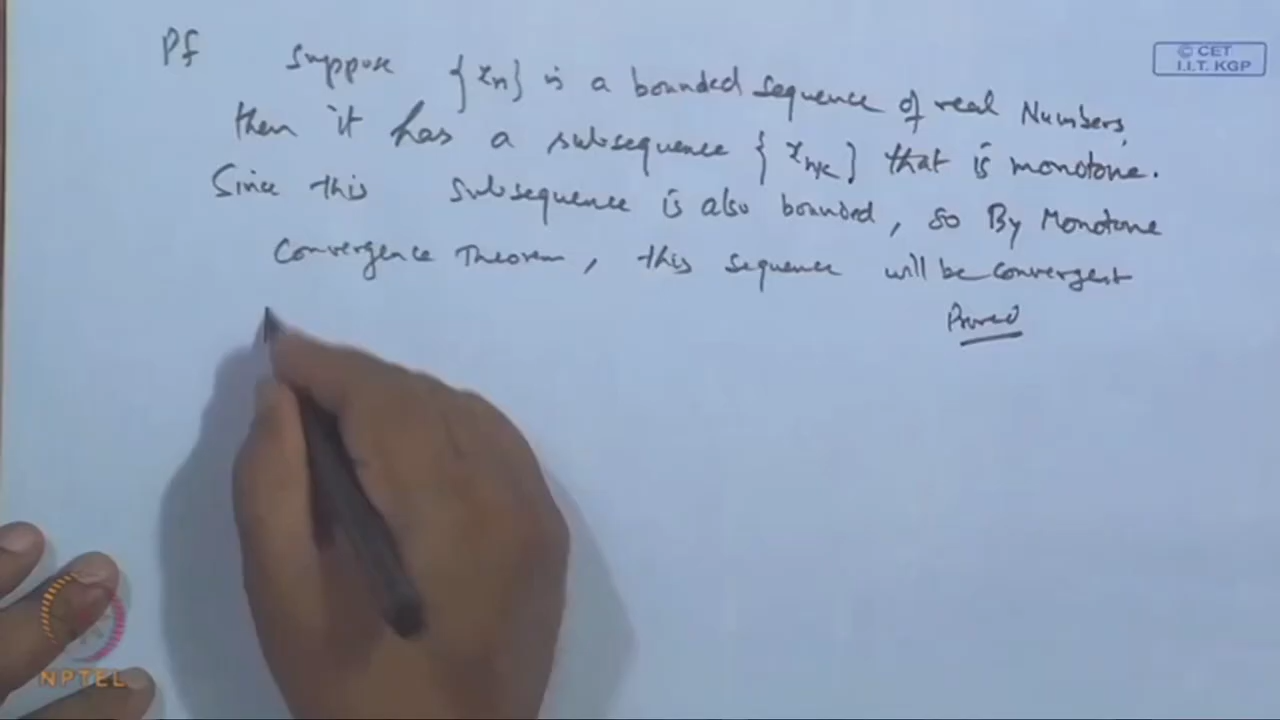 Pf Suppose {xn} is a bounded sequence of real Numbers,
then it has a subsequence {xnk} that is monotone.
Since this subsequence is also bounded, so By Monotone
Convergence Theorem, this sequence will be convergent
Proved
© CET
I.I.T. KGP
NPTEL